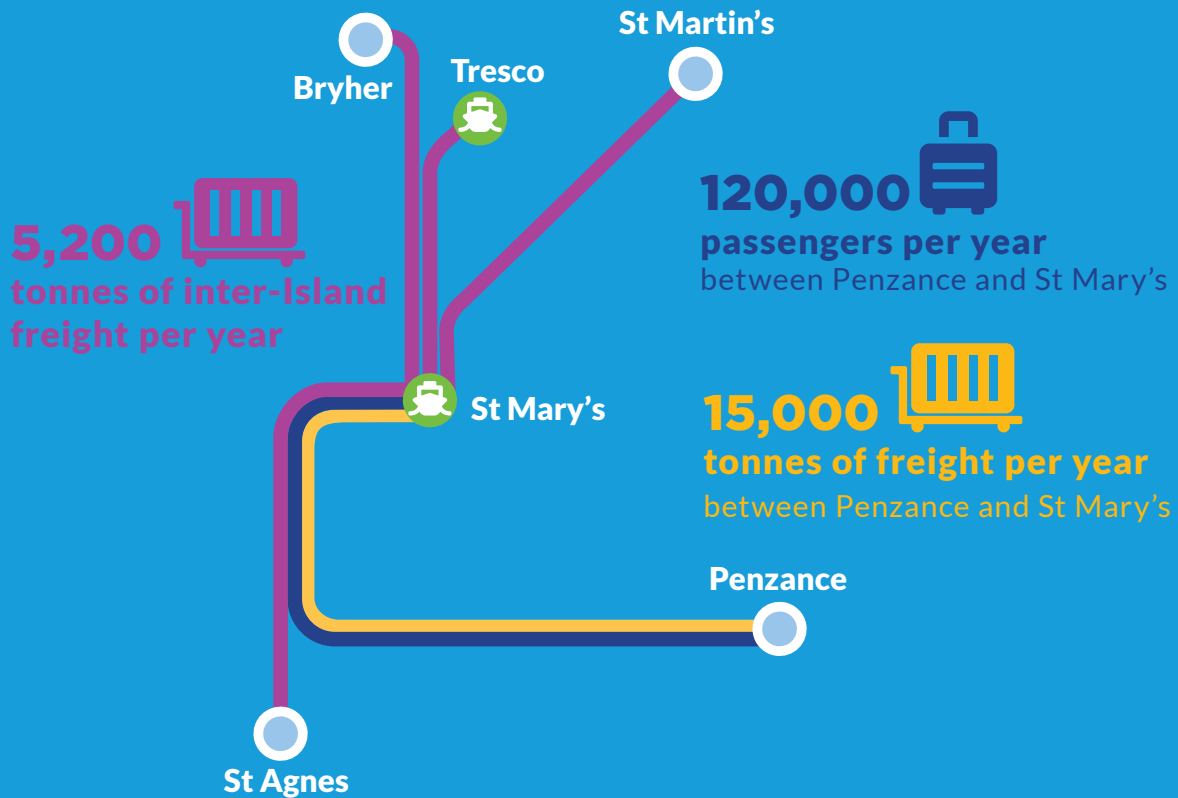 St Martin's
Tresco
Bryher
120,000
passengers per year
between Penzance and St Mary's
5,200
tonnes of inter-Island
freight per year
St Mary's
15,000
tonnes of freight per year
between Penzance and St Mary's
Penzance
St Agnes